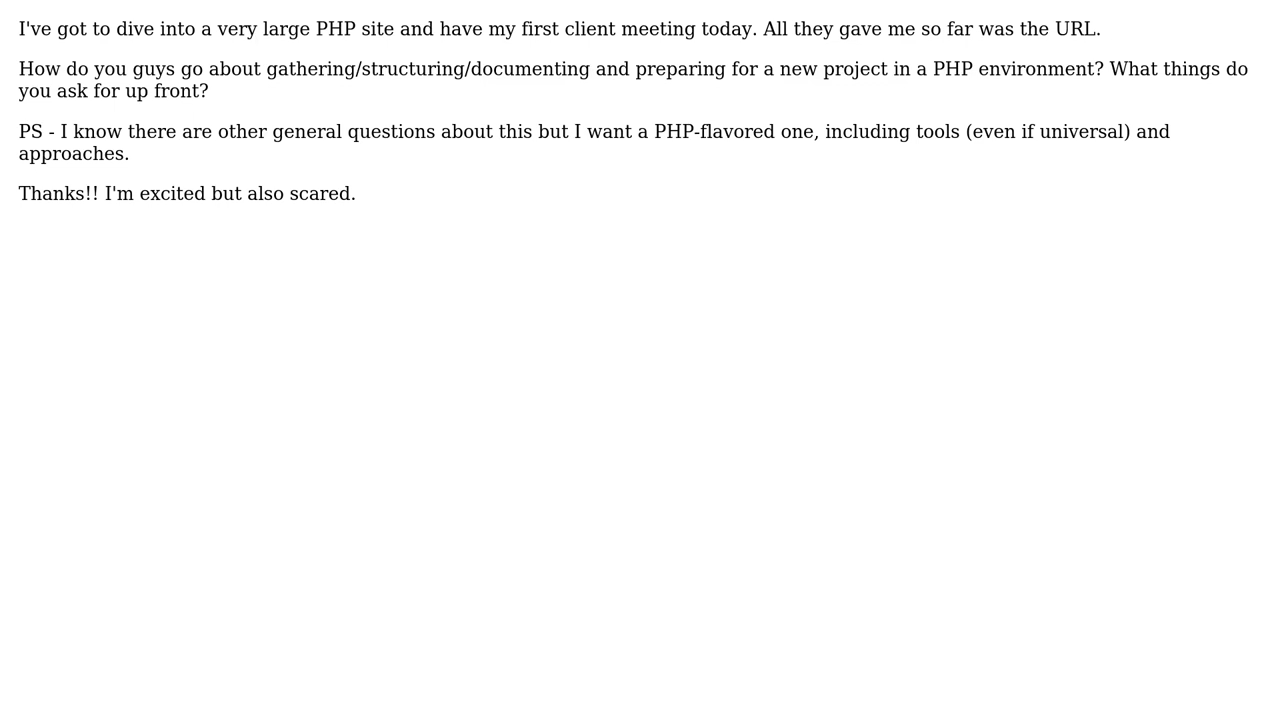 I've got to dive into a very large PHP site and have my first client meeting today. All they gave me so far was the URL.
How do you guys go about gathering/structuring/documenting and preparing for a new project in a PHP environment? What things do
you ask for up front?
PS - I know there are other general questions about this but I want a PHP-flavored one, including tools (even if universal) and
approaches.
Thanks!! I'm excited but also scared.